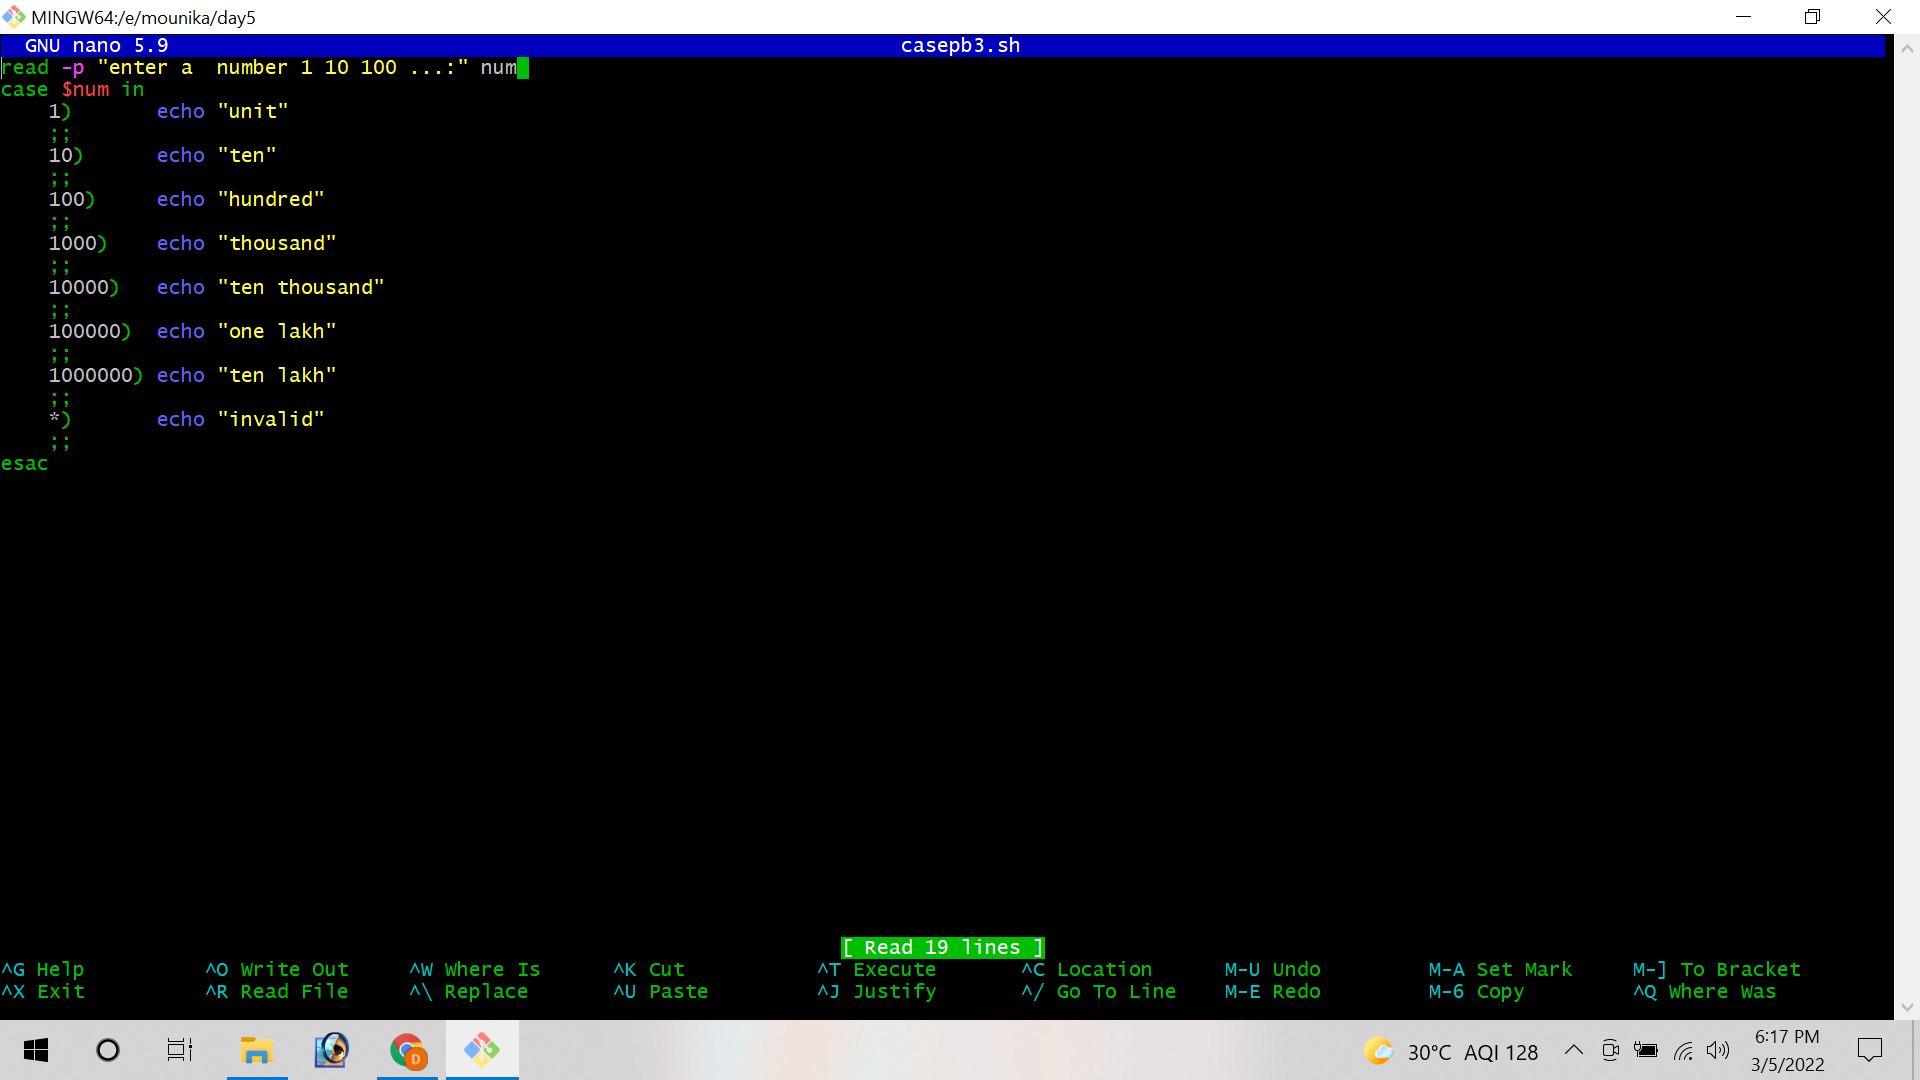 MINGW64:/e/mounika/day5
GNU nano 5.9 casepb3.sh
read -p "enter a  number 1 10 100 ...:" num
case $num in
    1)       echo "unit"
    ;;
    10)      echo "ten"
    ;;
    100)     echo "hundred"
    ;;
    1000)    echo "thousand"
    ;;
    10000)   echo "ten thousand"
    ;;
    100000)  echo "one lakh"
    ;;
    1000000) echo "ten lakh"
    ;;
    *)       echo "invalid"
    ;;
esac
[ Read 19 lines ]
^G Help ^O Write Out ^W Where Is ^K Cut ^T Execute ^C Location M-U Undo M-A Set Mark M-] To Bracket
^X Exit ^R Read File ^\ Replace ^U Paste ^J Justify ^/ Go To Line M-E Redo M-6 Copy ^Q Where Was
D
30°C AQI 128
6:17 PM
3/5/2022